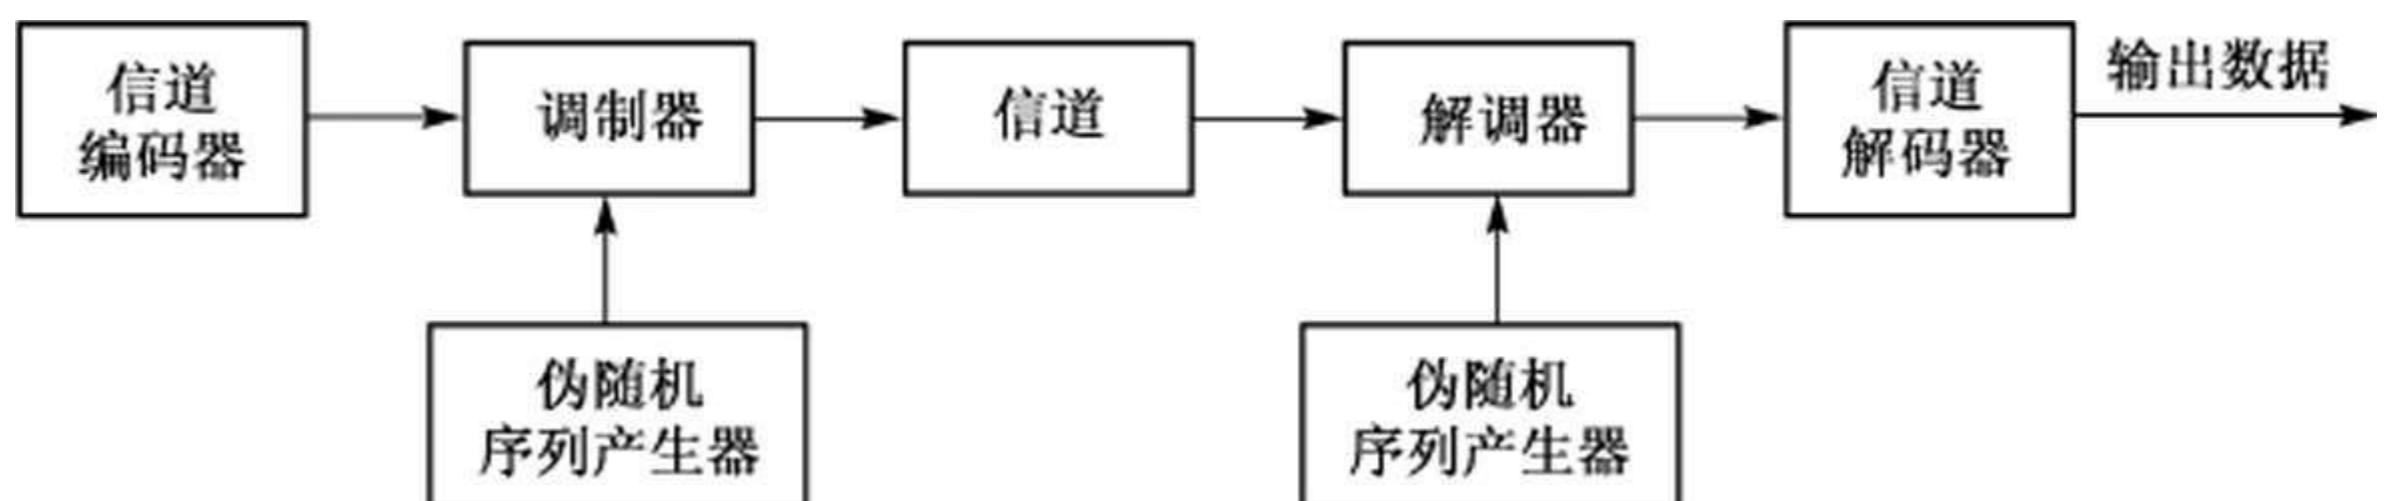 信道
编码器
调制器
信道
解调器
信道
解码器
输出数据
伪随机
序列产生器
伪随机
序列产生器